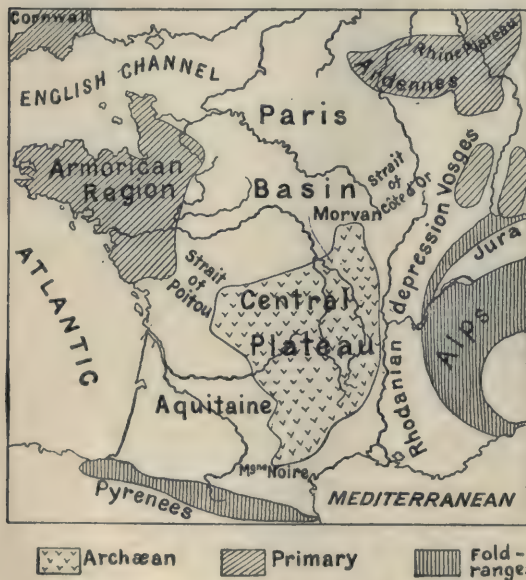 Cornwall
ENGLISH CHANNEL
Rhine Plateau
Ardennes
Paris
Basin
Armorican
Region
Strait of
Côte d'Or
Morvan
Vosges
Jura
Strait
of
Poitou
ATLANTIC
Central
Plateau
Rhodanian depression
Alps
Aquitaine
Mgne Noire
Pyrenees
MEDITERRANEAN
Archæan
Primary
Fold-
range